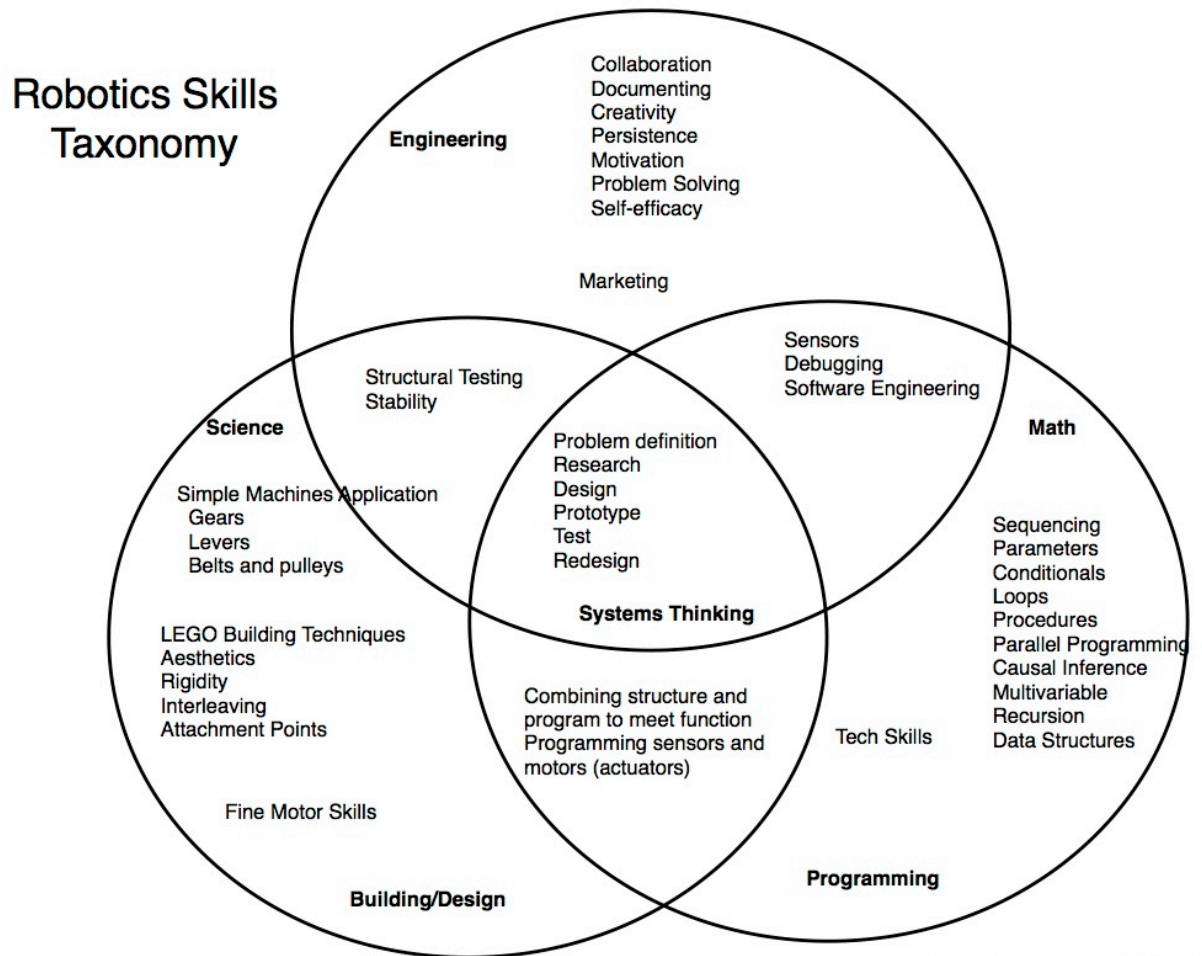 Robotics Skills
Taxonomy
Engineering
Collaboration
Documenting
Creativity
Persistence
Motivation
Problem Solving
Self-efficacy
Marketing
Structural Testing
Stability
Sensors
Debugging
Software Engineering
Science
Math
Problem definition
Research
Design
Prototype
Test
Redesign
Systems Thinking
Simple Machines Application
Gears
Levers
Belts and pulleys
LEGO Building Techniques
Aesthetics
Rigidity
Interleaving
Attachment Points
Fine Motor Skills
Building/Design
Combining structure and
program to meet function
Programming sensors and
motors (actuators)
Sequencing
Parameters
Conditionals
Loops
Procedures
Parallel Programming
Causal Inference
Multivariable
Recursion
Data Structures
Tech Skills
Programming